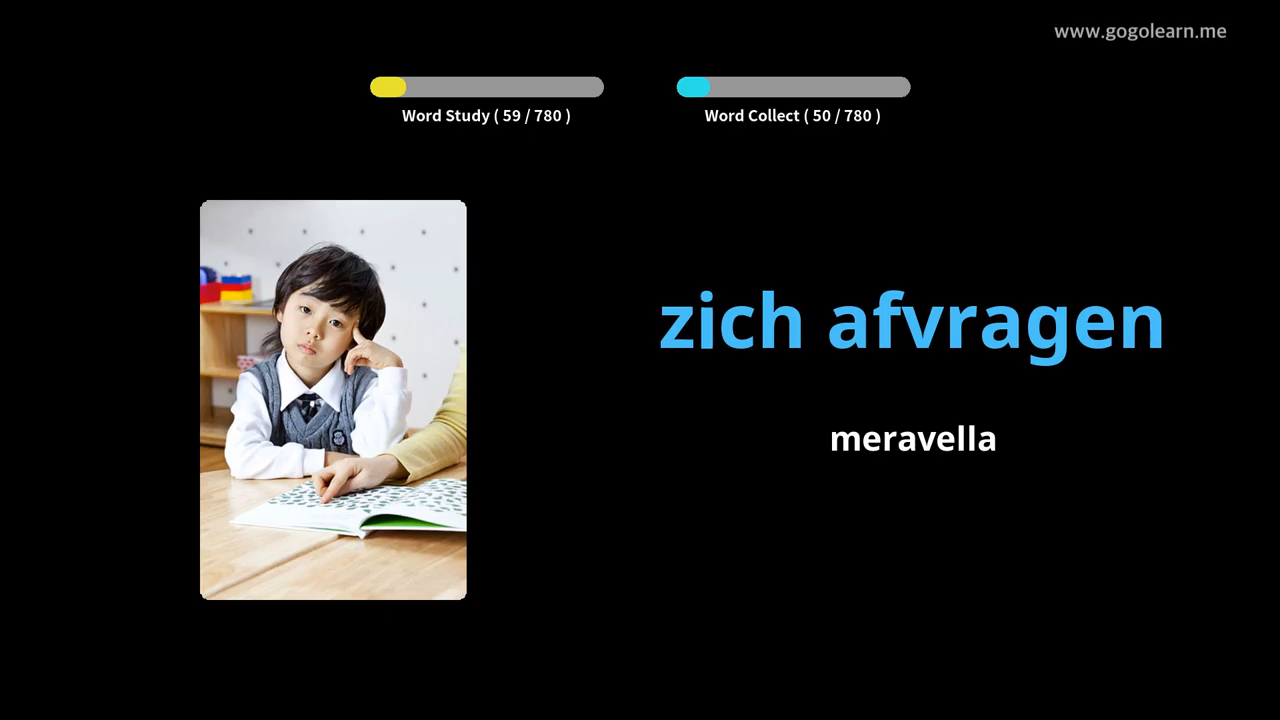 www.gogolearn.me
Word Study ( 59 / 780 )
Word Collect ( 50 / 780 )
zich afvragen
meravella